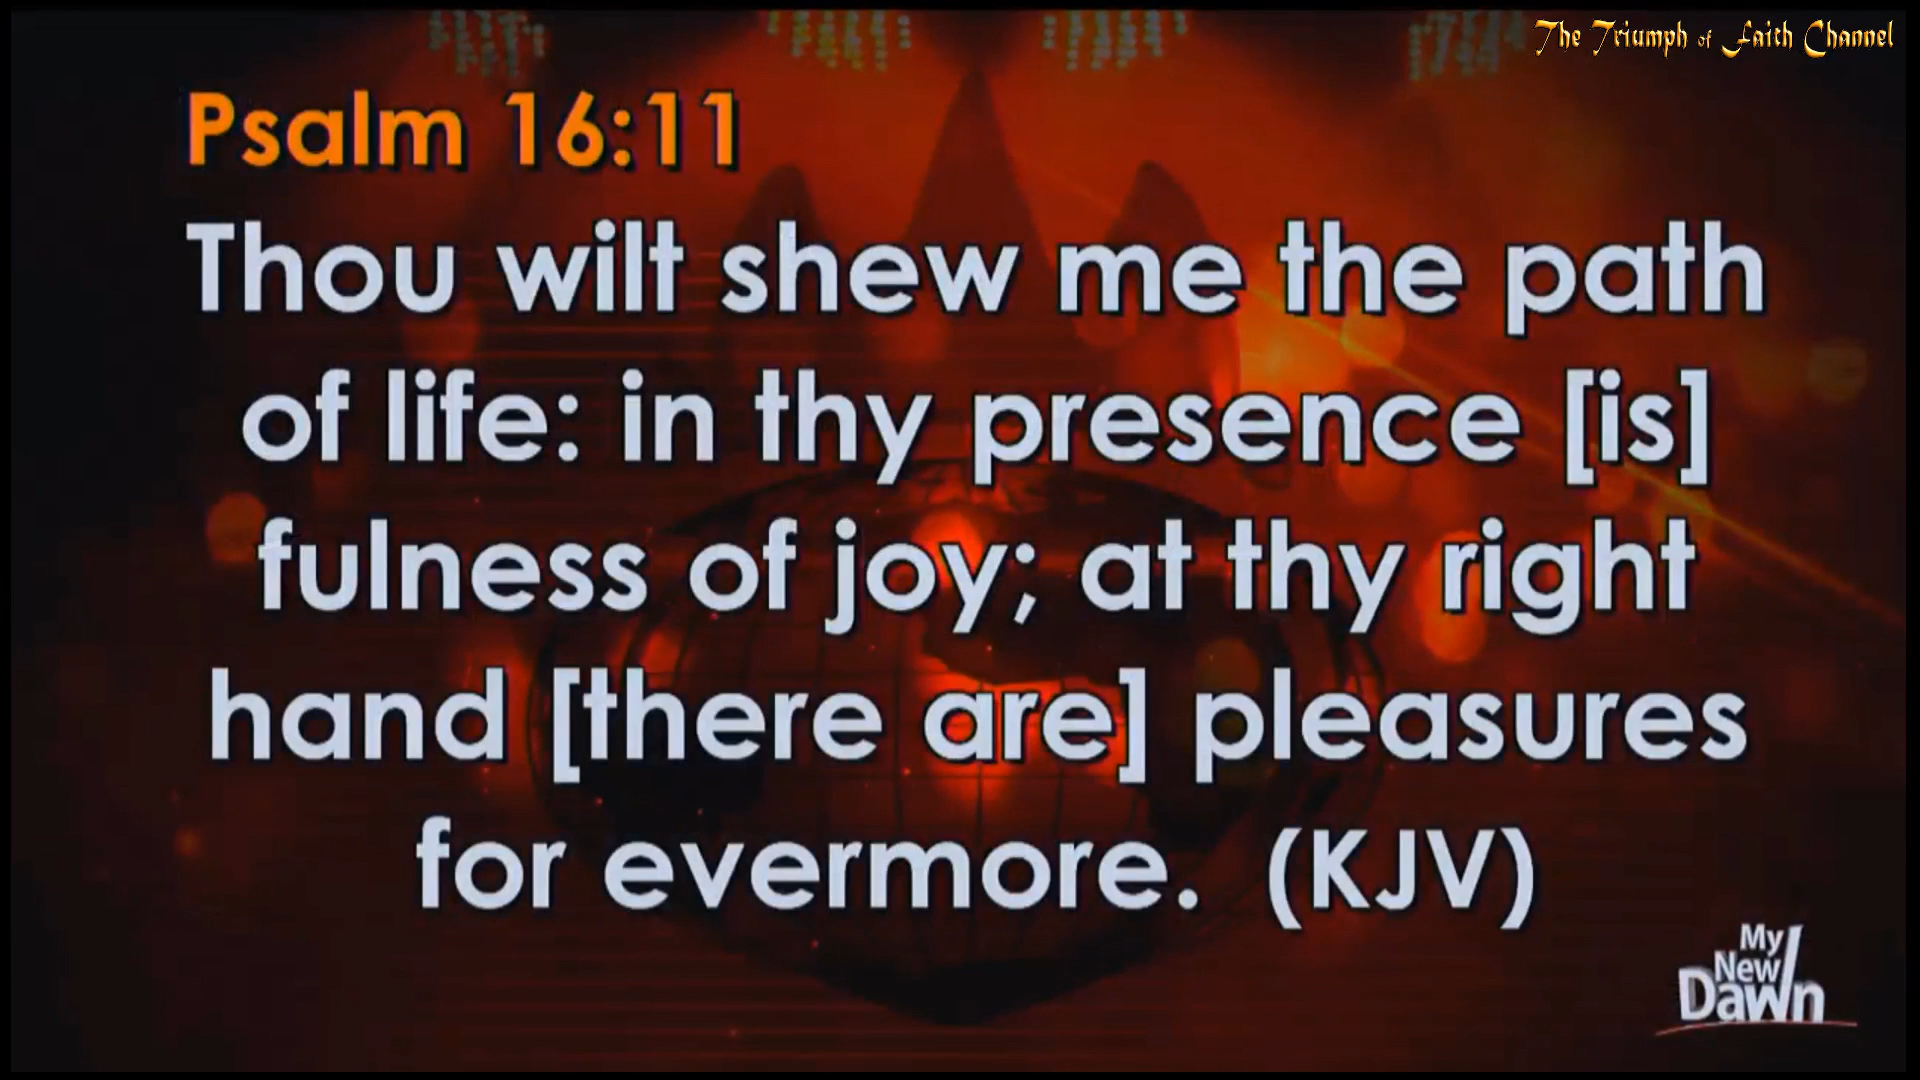 The Triumph of Faith Channel
Psalm 16:11
Thou wilt shew me the path
of life: in thy presence [is]
fulness of joy; at thy right
hand [there are] pleasures
for evermore. (KJV)
My
New
Dawn